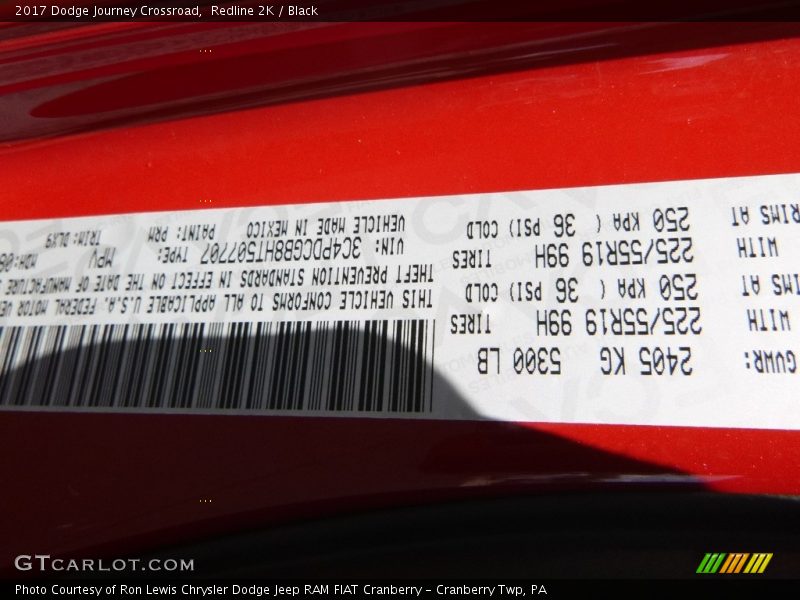 2017 Dodge Journey Crossroad, Redline 2K / Black
GVWR: 2405 KG 5300 LB
WITH 225/55R19 99H TIRES
RIMS AT 250 KPA ( 36 PSI) COLD
WITH 225/55R19 99H TIRES
RIMS AT 250 KPA ( 36 PSI) COLD
THIS VEHICLE CONFORMS TO ALL APPLICABLE U.S.A. FEDERAL MOTOR
THEFT PREVENTION STANDARDS IN EFFECT ON THE DATE OF MANUFACTURE
VIN: 3C4PDCGB8HT507707 TYPE: MPV MDH:
VEHICLE MADE IN MEXICO PAINT: PRM TRIM: DLX9
GTCARLOT.COM
Photo Courtesy of Ron Lewis Chrysler Dodge Jeep RAM FIAT Cranberry – Cranberry Twp, PA